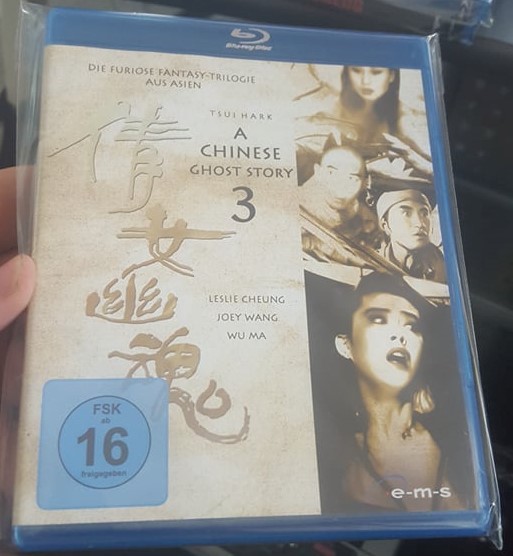 Blu-ray Disc
DIE FURIOSE FANTASY-TRILOGIE
AUS ASIEN
TSUI HARK
A
CHINESE
GHOST STORY
3
倩
女
幽
魂
LESLIE CHEUNG
JOEY WANG
WU MA
FSK
ab
16
freigegeben
e-m-s